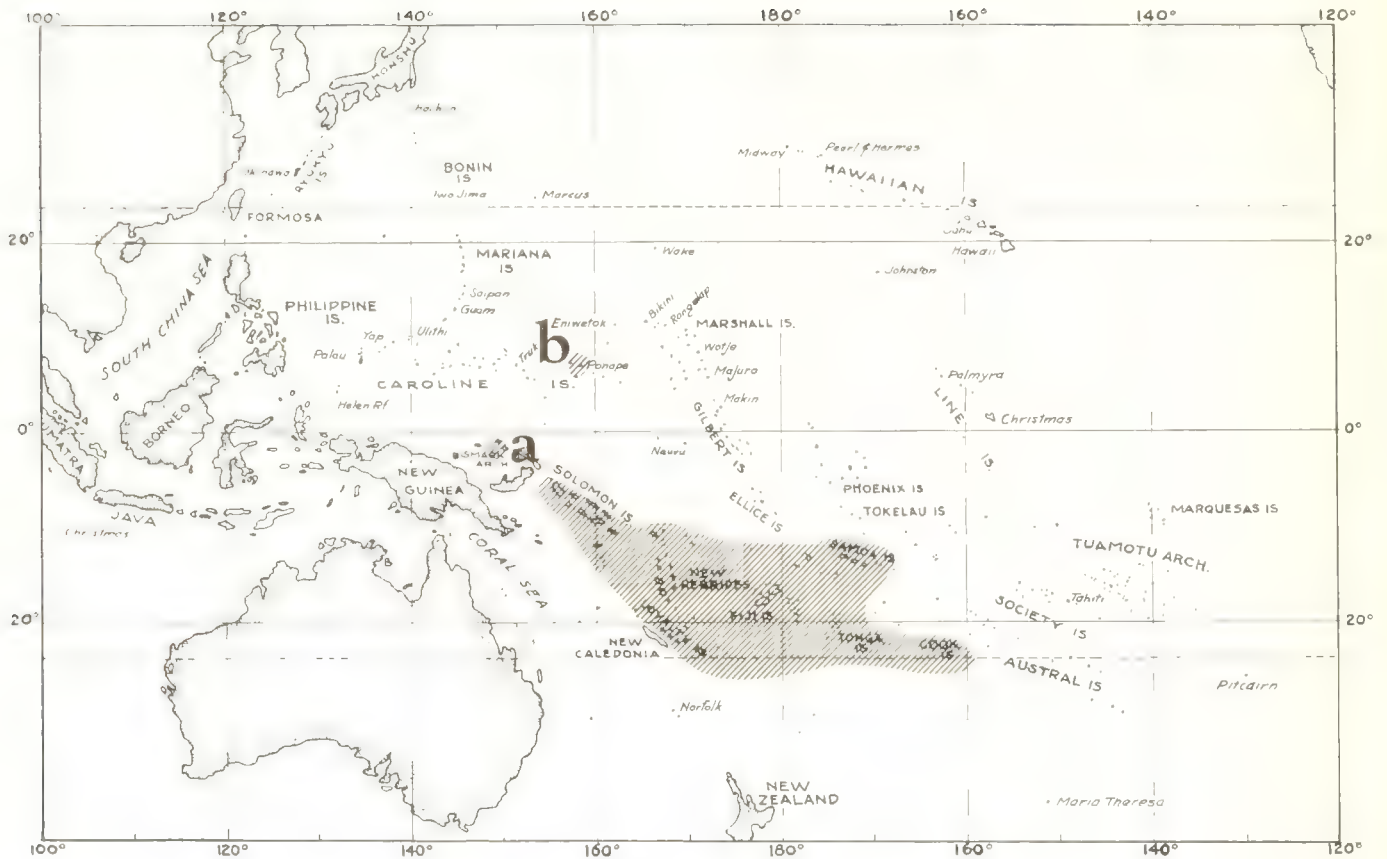 100° 120° 140° 160° 180° 160° 140° 120°
HONSHU
Midway Pearl & Hermes
HAWAIIAN
IS
BONIN
IS
Iwo Jima Marcus
RYUKYU
IS
FORMOSA
20° 20°
Wake
Hawaii
Johnston
MARIANA
IS
Saipan
Guam
PHILIPPINE
IS.
SOUTH CHINA SEA
Yap Ulithi
Palau
Truk
Eniwetok
b
Ponape
Bikini
Rongelap
MARSHALL IS.
Wotje
Majuro
Makin
CAROLINE IS.
Helen Rf
Palmyra
LINE
IS
Christmas
0° 0°
BORNEO
a
Nauru
GILBERT IS
NEW
GUINEA
SOLOMON IS
ELLICE IS
PHOENIX IS
TOKELAU IS
MARQUESAS IS
JAVA
Christmas
CORAL SEA
SAMOA IS
TUAMOTU ARCH.
NEW
HEBRIDES
FIJI IS
Tahiti
SOCIETY
IS
20° 20°
NEW
CALEDONIA
TONGA
IS
COOK
IS
AUSTRAL IS
Pitcairn
Norfolk
NEW
ZEALAND
Maria Theresa
100° 120° 140° 160° 180° 160° 140° 120°